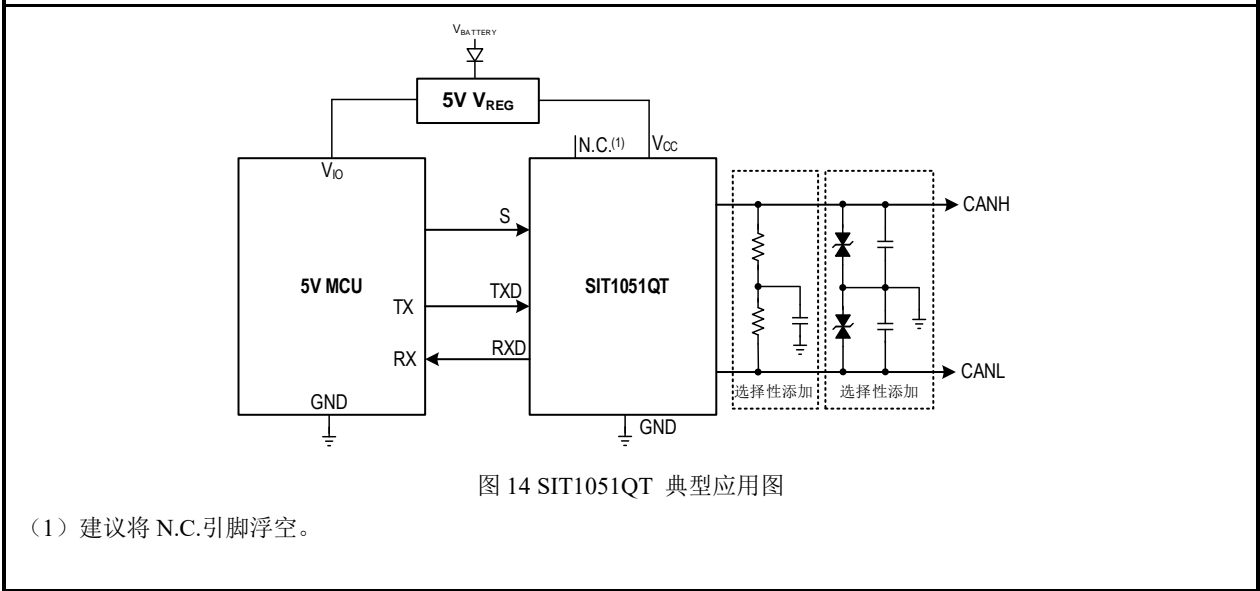 VBATTERY
5V VREG
N.C.(1)
VCC
VIO
S
CANH
5V MCU
SIT1051QT
TX
TXD
RX
RXD
CANL
选择性添加
选择性添加
GND
GND
图 14 SIT1051QT 典型应用图
（1）建议将 N.C.引脚浮空。